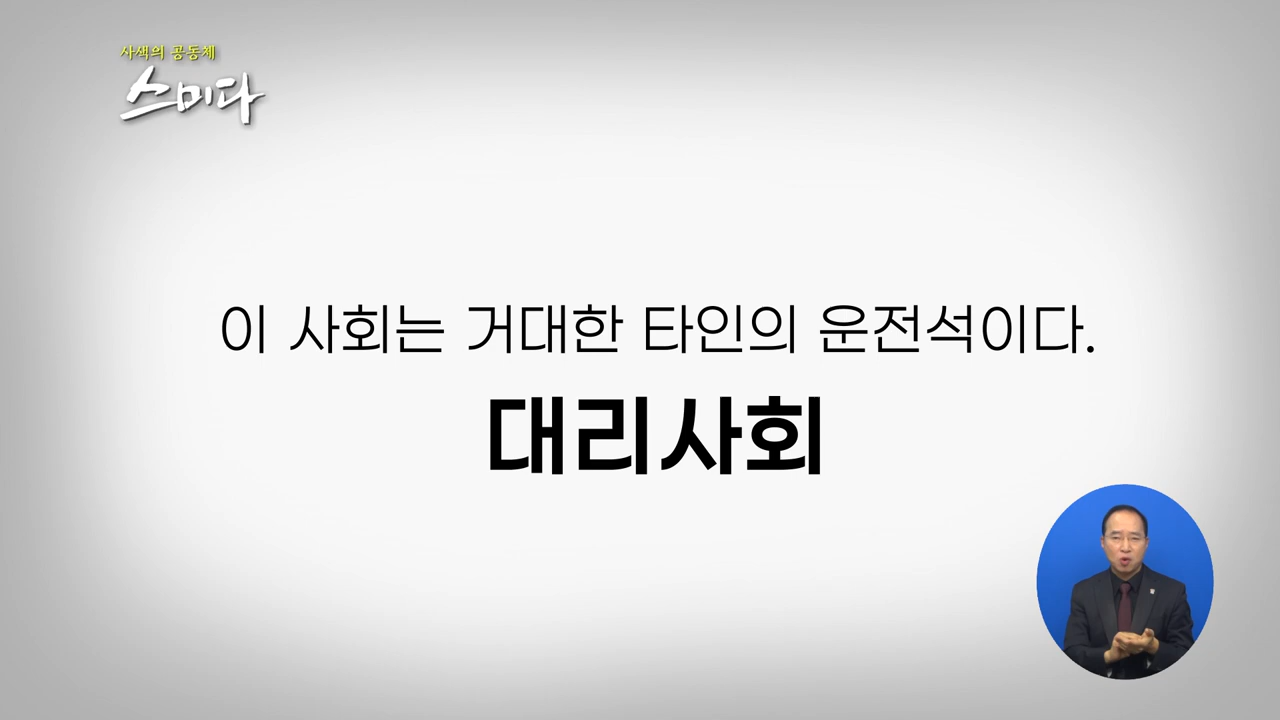 사색의 공동체
스미다
이 사회는 거대한 타인의 운전석이다.
대리사회